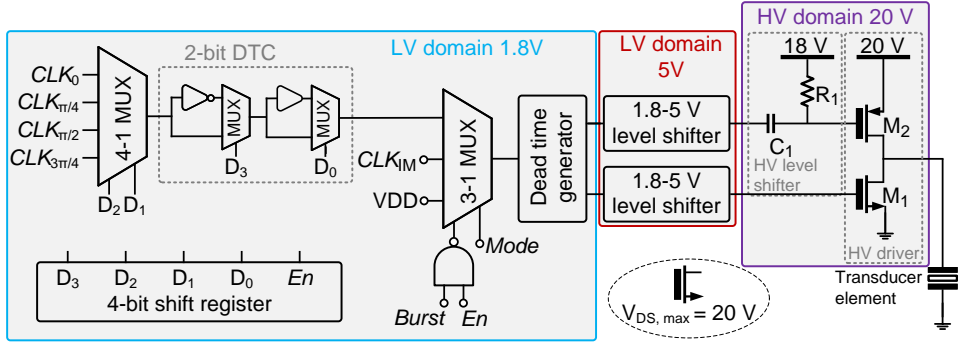 LV domain 1.8V
2-bit DTC
CLK0
CLKπ/4
CLKπ/2
CLK3π/4
4-1 MUX
D2 D1
MUX
D3
MUX
D0
CLKIM
VDD
3-1 MUX
Mode
Burst En
Dead time
generator
D3 D2 D1 D0 En
4-bit shift register
LV domain
5V
1.8-5 V
level shifter
1.8-5 V
level shifter
HV domain 20 V
18 V
20 V
R1
C1
HV level
shifter
M2
M1
HV driver
Transducer
element
VDS, max = 20 V